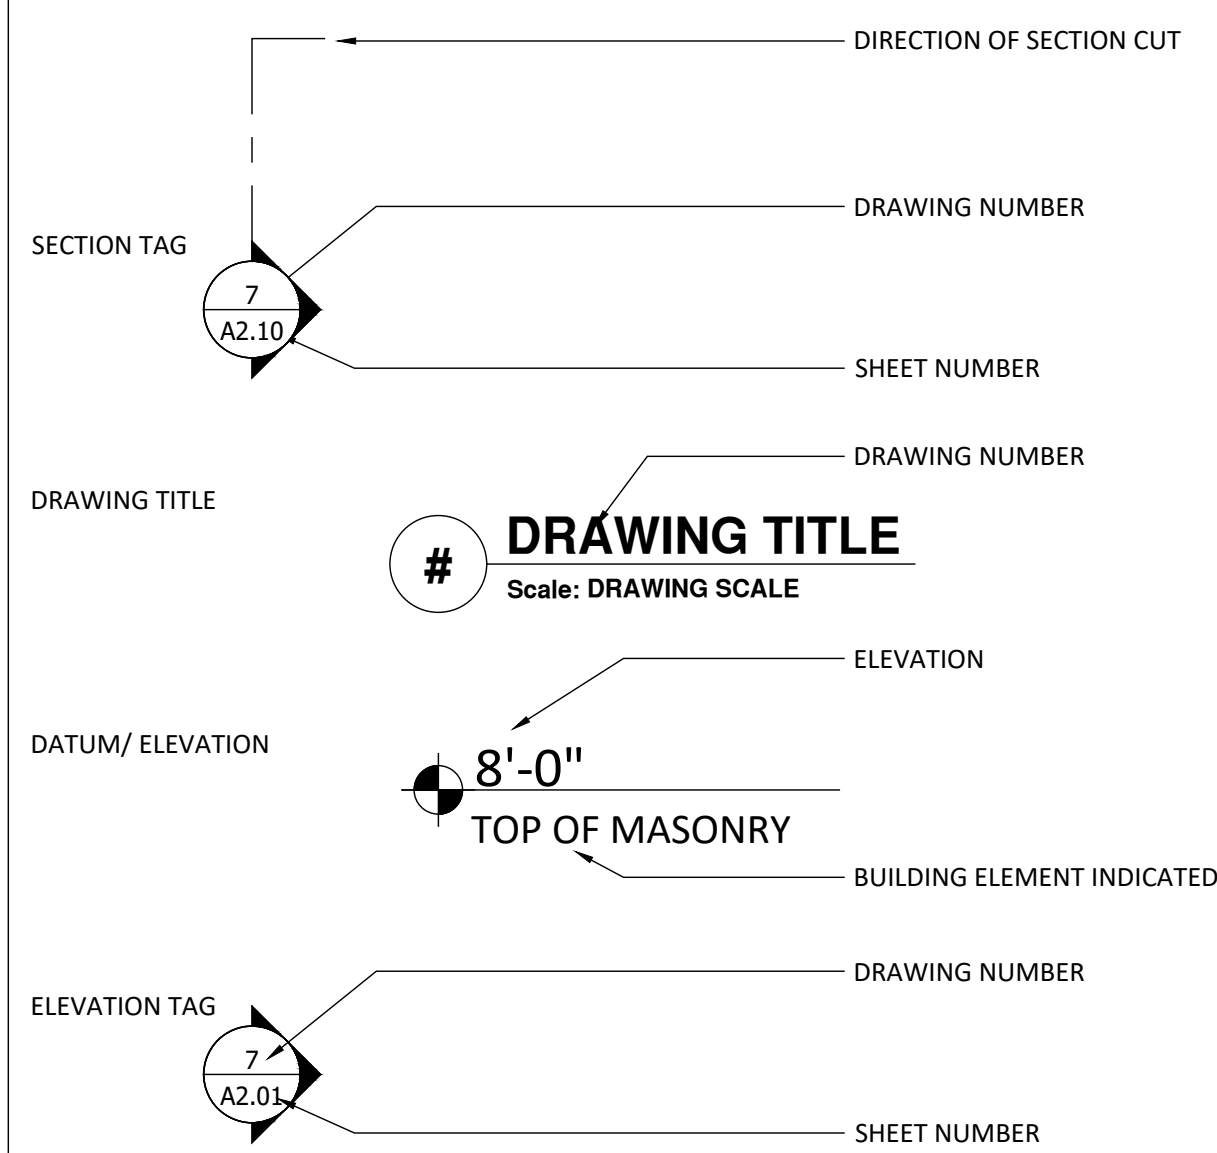 DIRECTION OF SECTION CUT
DRAWING NUMBER
SECTION TAG
7
A2.10
SHEET NUMBER
DRAWING NUMBER
DRAWING TITLE
# DRAWING TITLE
Scale: DRAWING SCALE
ELEVATION
DATUM/ ELEVATION
8'-0"
TOP OF MASONRY
BUILDING ELEMENT INDICATED
DRAWING NUMBER
ELEVATION TAG
7
A2.01
SHEET NUMBER